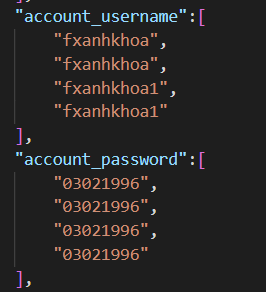 ],
"account_username":[
"fxanhkhoa",
"fxanhkhoa",
"fxanhkhoa1",
"fxanhkhoa1"
],
"account_password":[
"03021996",
"03021996",
"03021996",
"03021996"
],